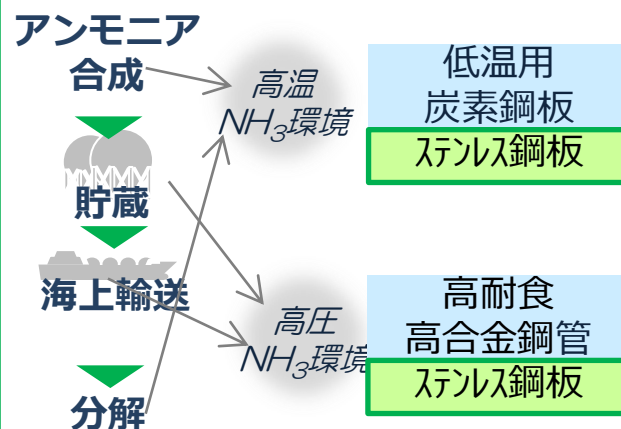 アンモニア
合成
貯蔵
海上輸送
分解
高温
NH₃環境
高圧
NH₃環境
低温用
炭素鋼板
ステンレス鋼板
高耐食
高合金鋼管
ステンレス鋼板